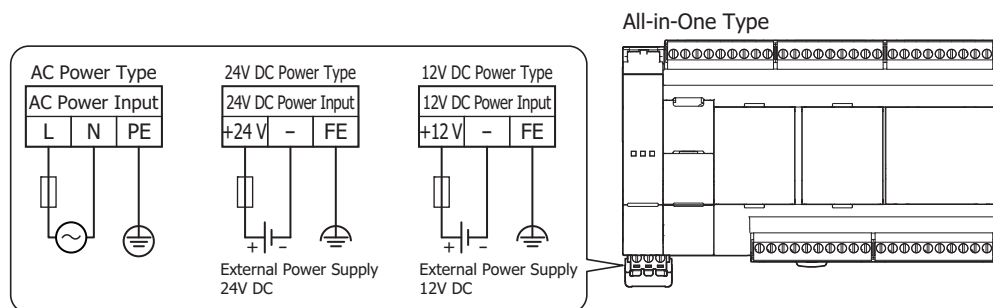 All-in-One Type
AC Power Type
AC Power Input
L N PE
24V DC Power Type
24V DC Power Input
+24 V – FE
+ –
External Power Supply
24V DC
12V DC Power Type
12V DC Power Input
+12 V – FE
+ –
External Power Supply
12V DC